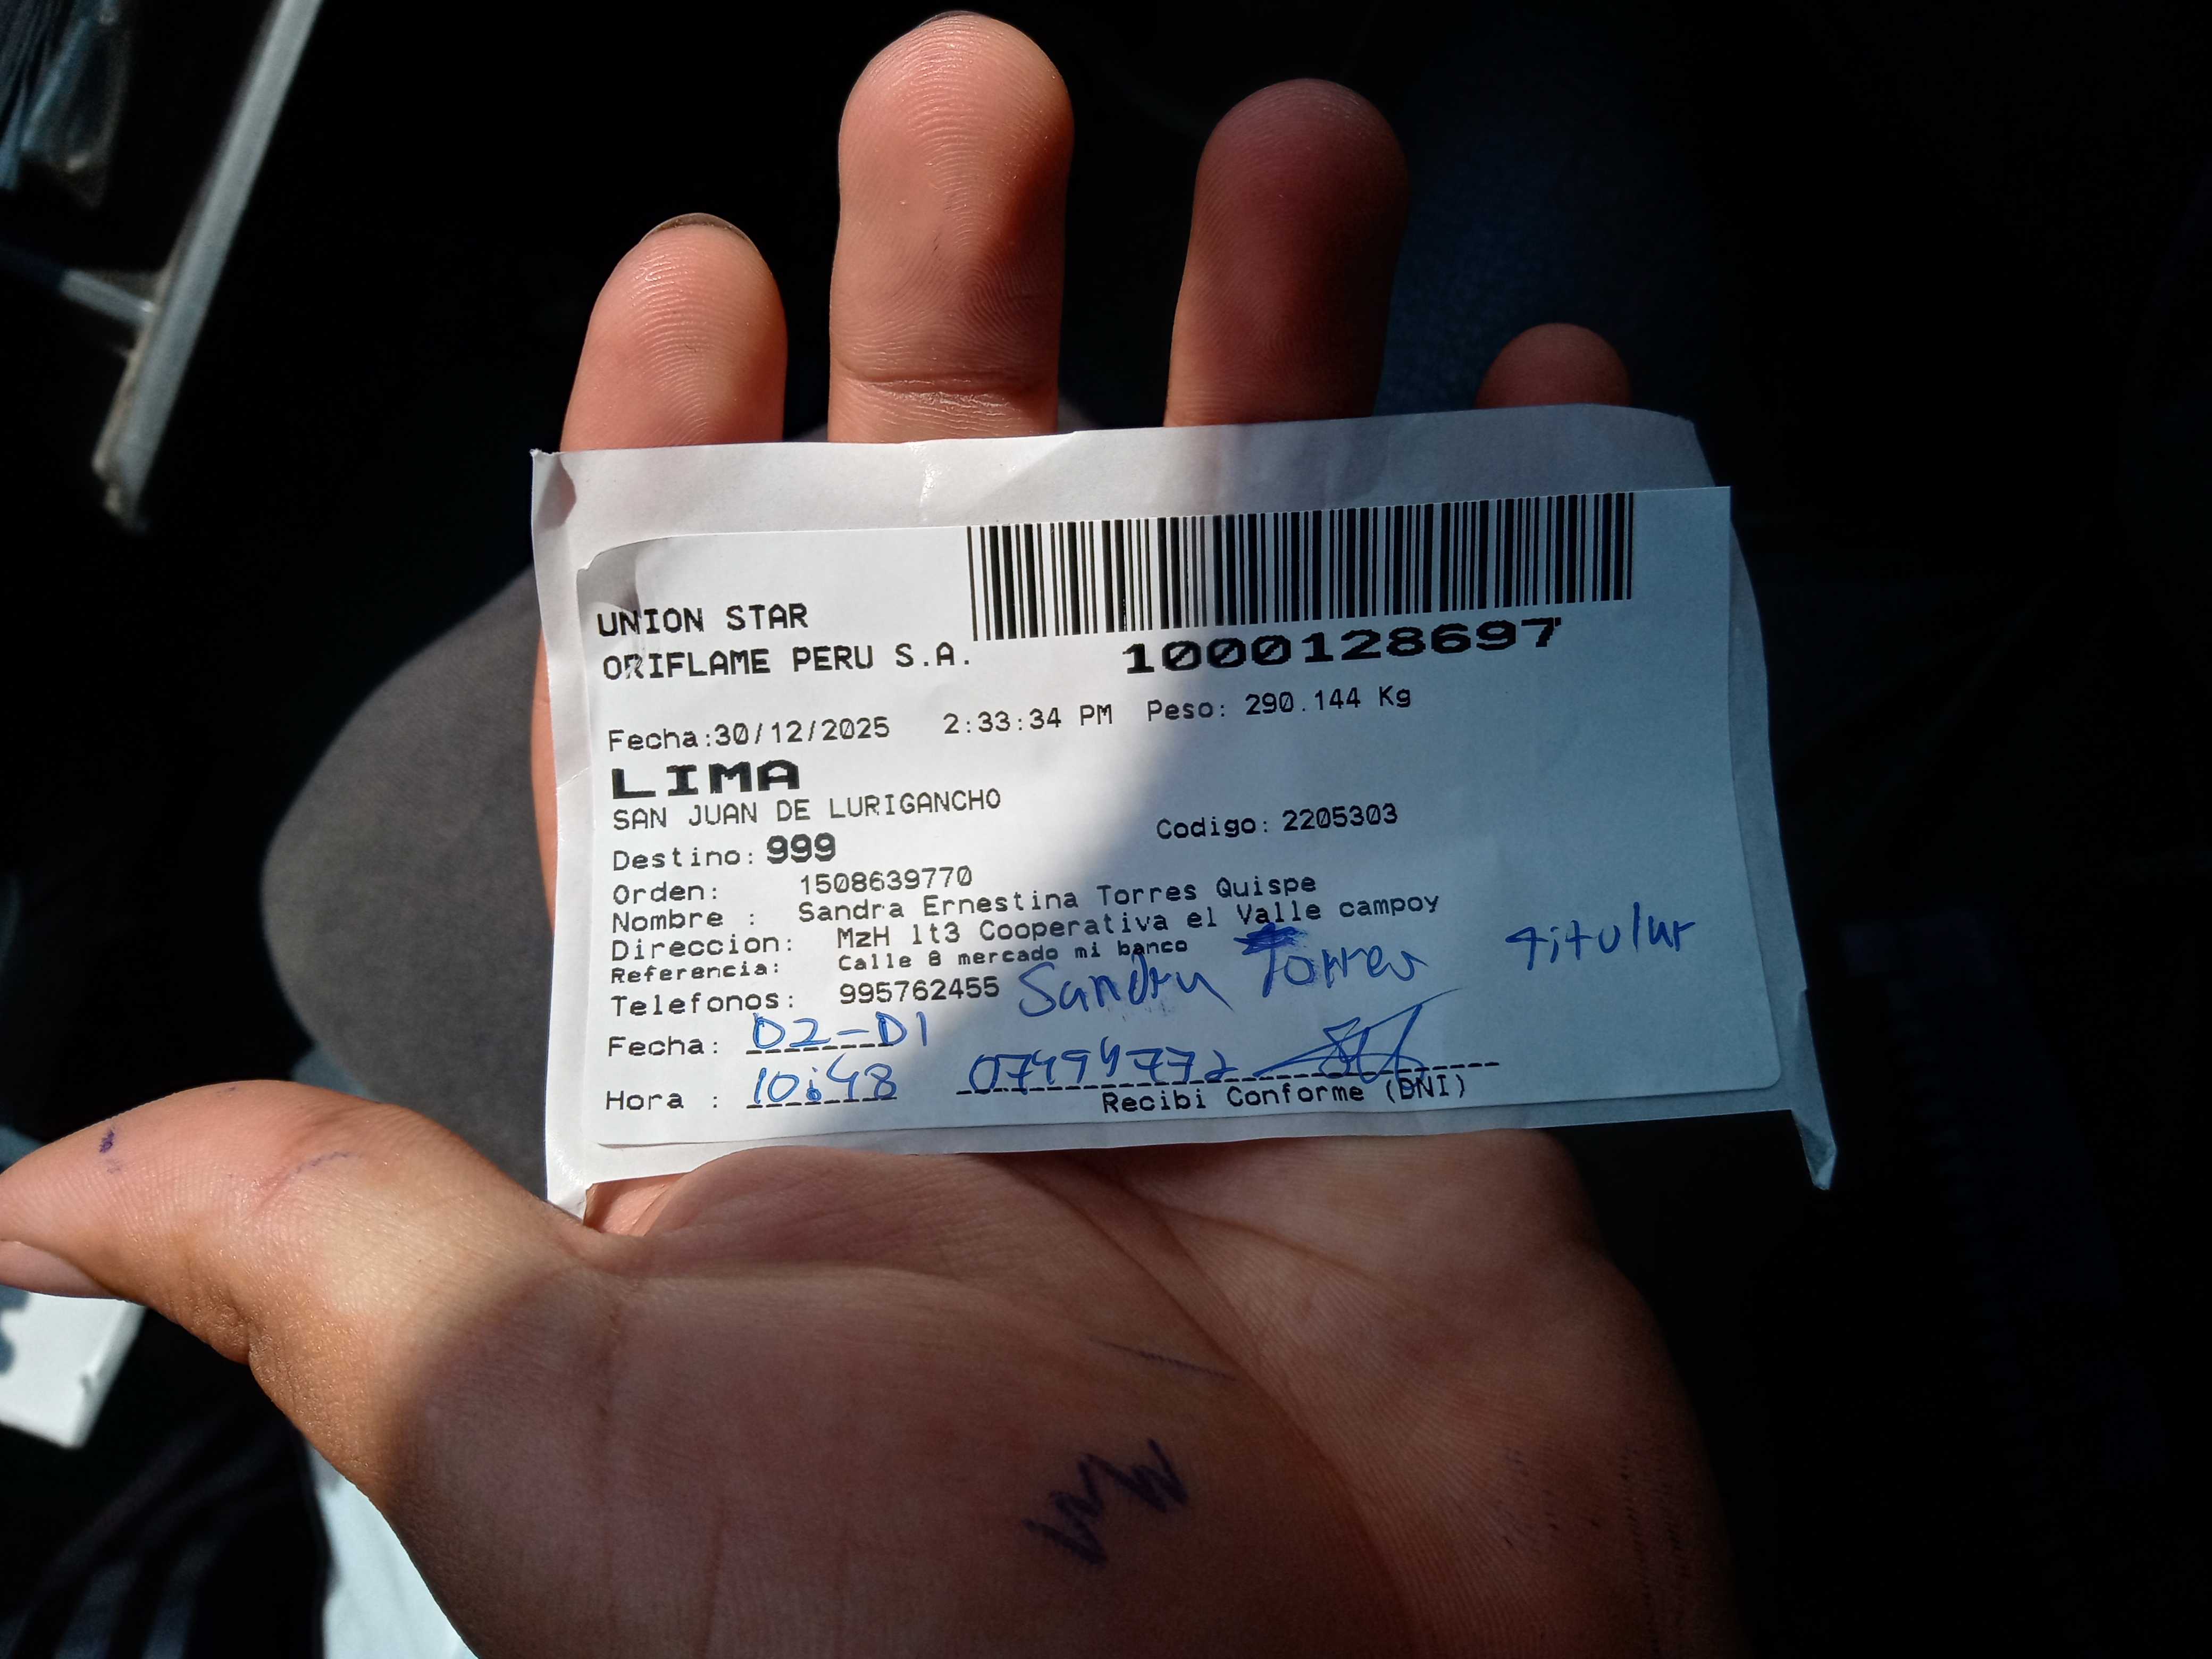 UNION STAR
ORIFLAME PERU S.A.
1000128697
Fecha:30/12/2025 2:33:34 PM Peso: 290.144 Kg
LIMA
SAN JUAN DE LURIGANCHO
Destino: 999 Codigo: 2205303
Orden: 1508639770
Nombre : Sandra Ernestina Torres Quispe
Direccion: MzH lt3 Cooperativa el Valle campoy
Referencia: Calle 8 mercado mi banco
Telefonos: 995762455 Sandra Torres titular
Fecha: 02-01
Hora : 10:48
Recibi Conforme (DNI)